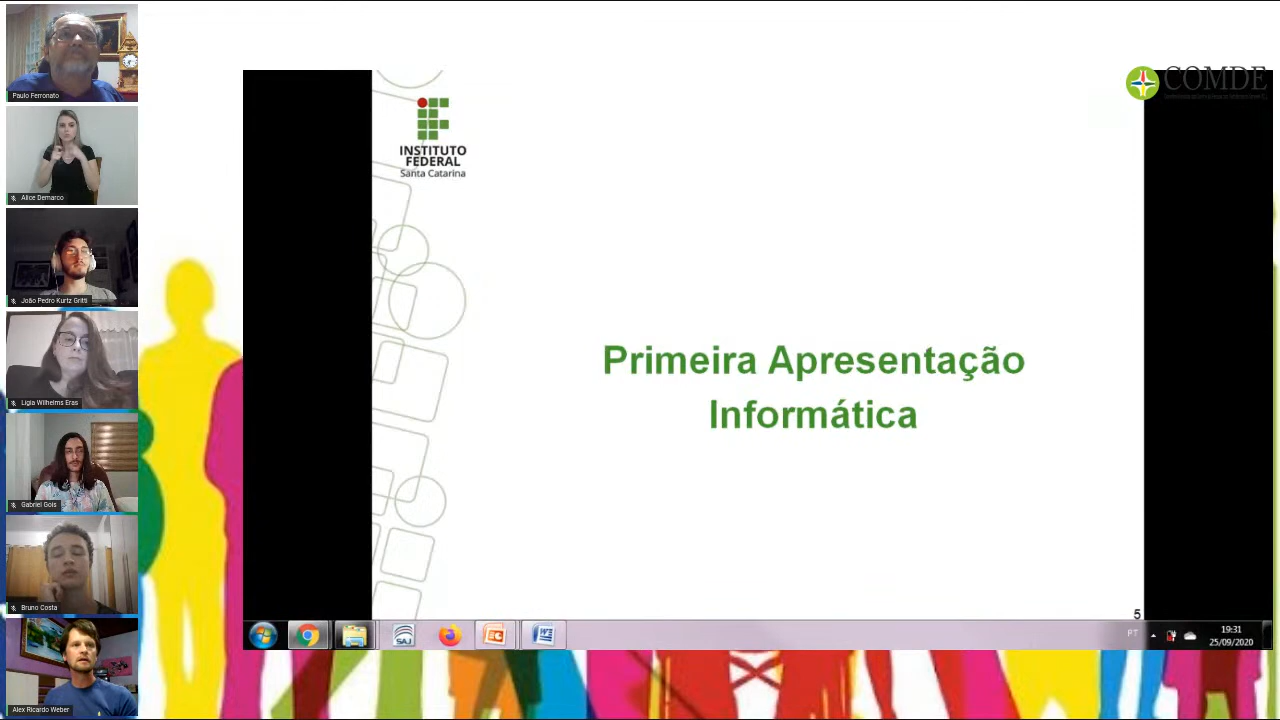 Paulo Ferronato
Alice Demarco
João Pedro Kurtz Gritti
Ligia Wilhelms Eras
Gabriel Gois
Bruno Costa
Alex Ricardo Weber
COMDE
INSTITUTO
FEDERAL
Santa Catarina
Primeira Apresentação
Informática
5
SAJ
PT
19:31
25/09/2020